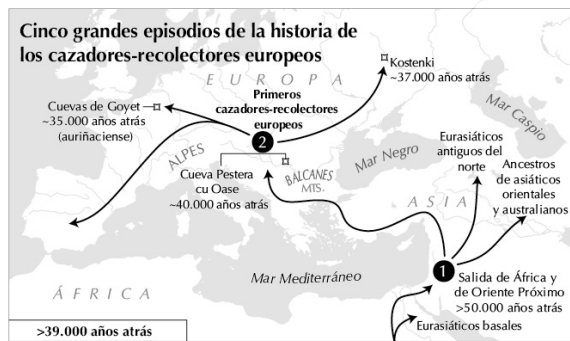 Cinco grandes episodios de la historia de
los cazadores-recolectores europeos
Kostenki
~37.000 años atrás
EUROPA
Cuevas de Goyet
~35.000 años atrás
(auriñaciense)
Primeros
cazadores-recolectores
europeos
2
Mar Caspio
ALPES
Cueva Pestera
cu Oase
~40.000 años atrás
BALCANES
MTS.
Mar Negro
Eurasiáticos
antiguos del
norte
Ancestros
de asiáticos
orientales
y australianos
ASIA
Mar Mediterráneo
1
Salida de África y
de Oriente Próximo
>50.000 años atrás
ÁFRICA
Eurasiáticos basales
>39.000 años atrás